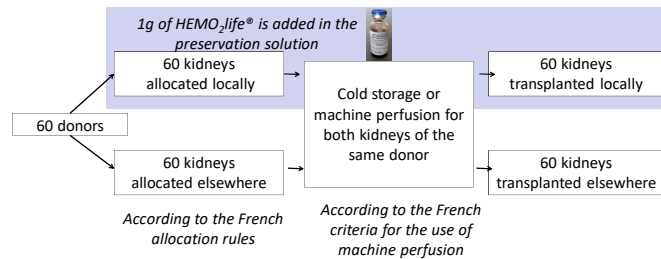 1g of HEMO₂life® is added in the
preservation solution
60 kidneys
allocated locally
60 kidneys
transplanted locally
Cold storage or
machine perfusion for
both kidneys of the
same donor
60 donors
60 kidneys
allocated elsewhere
60 kidneys
transplanted elsewhere
According to the French
allocation rules
According to the French
criteria for the use of
machine perfusion